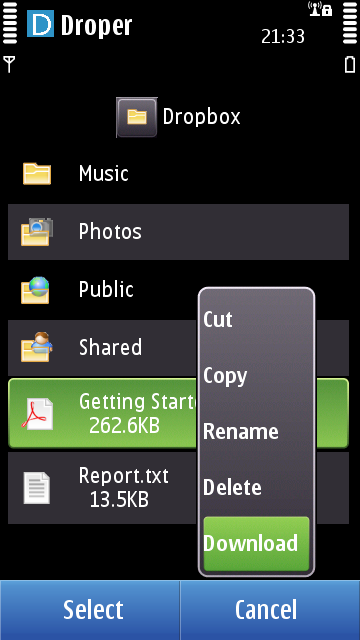 D Droper
21:33
Dropbox
Music
Photos
Public
Shared
Getting
262.6KB
Report.txt
13.5KB
Cut
Copy
Rename
Delete
Download
Select
Cancel